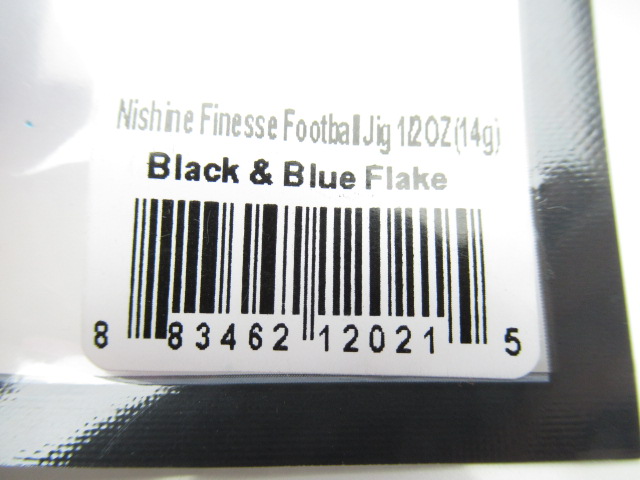 Nishine Finesse Football Jig 1/2OZ(14g)
Black & Blue Flake
8 83462 12021 5